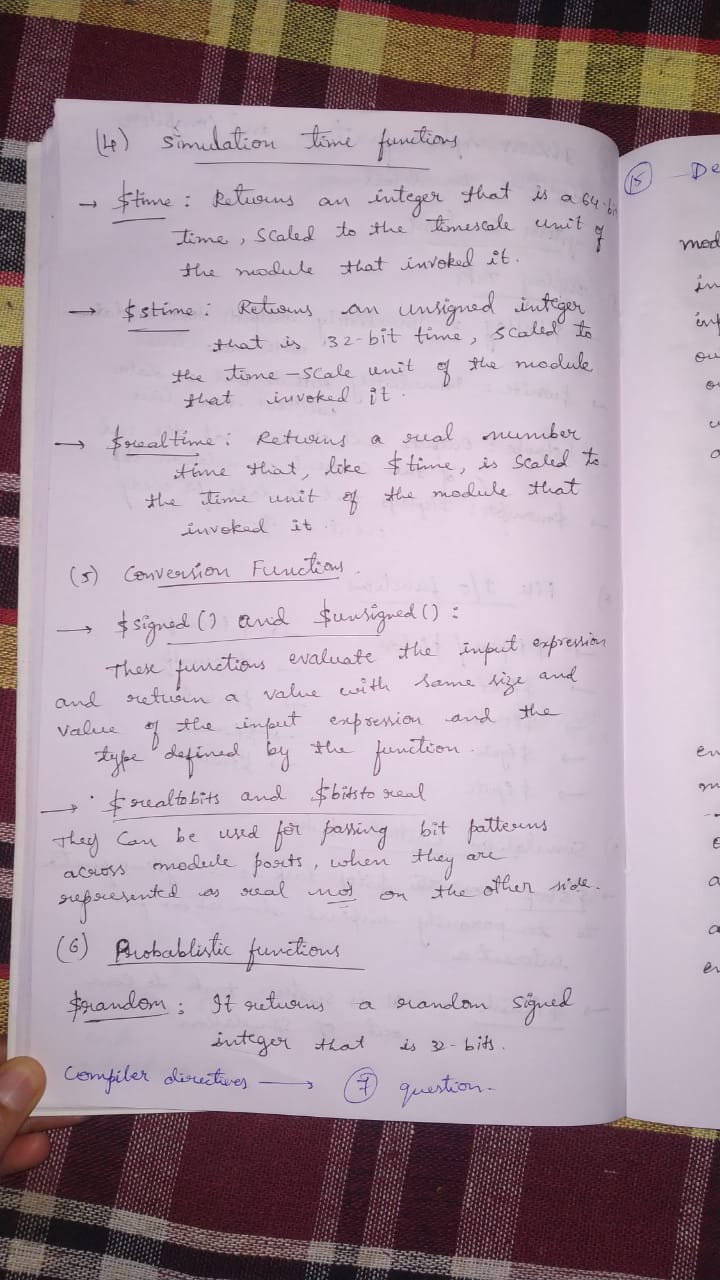 (4) Simulation time functions
→ $time : Returns an integer that is a 64-bit
time, scaled to the timescale unit of
the module that invoked it.
→ $stime : Returns an unsigned integer
that is 32-bit time, scaled to
the time-scale unit of the module
that invoked it.
→ $realtime : Returns a real number
time that, like $time, is scaled to
the time unit of the module that
invoked it
(5) Conversion Functions.
→ $signed() and $unsigned() :
These functions evaluate the input expression
and return a value with same size and
value of the input expression and the
type defined by the function.
→ $realtobits and $bitstoreal
They can be used for passing bit patterns
across module ports, when they are
represented as real nos on the other side.
(6) Probablistic functions
$random : It returns a random signed
integer that is 32-bits.
Compiler directives → (7) question.
(15) De
mod
in
inp
ou
en